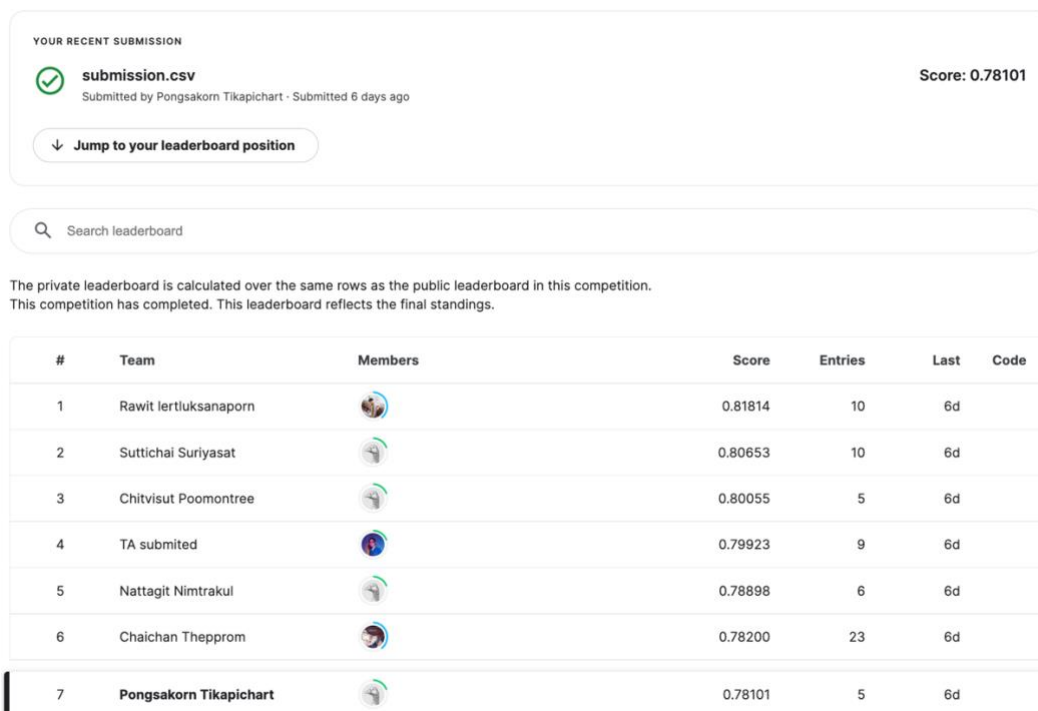 YOUR RECENT SUBMISSION
submission.csv
Score: 0.78101
Submitted by Pongsakorn Tikapichart · Submitted 6 days ago
Jump to your leaderboard position
Search leaderboard
The private leaderboard is calculated over the same rows as the public leaderboard in this competition.
This competition has completed. This leaderboard reflects the final standings.
# Team Members Score Entries Last Code
1 Rawit lertluksanaporn 0.81814 10 6d
2 Suttichai Suriyasat 0.80653 10 6d
3 Chitvisut Poomontree 0.80055 5 6d
4 TA submited 0.79923 9 6d
5 Nattagit Nimtrakul 0.78898 6 6d
6 Chaichan Thepprom 0.78200 23 6d
7 Pongsakorn Tikapichart 0.78101 5 6d